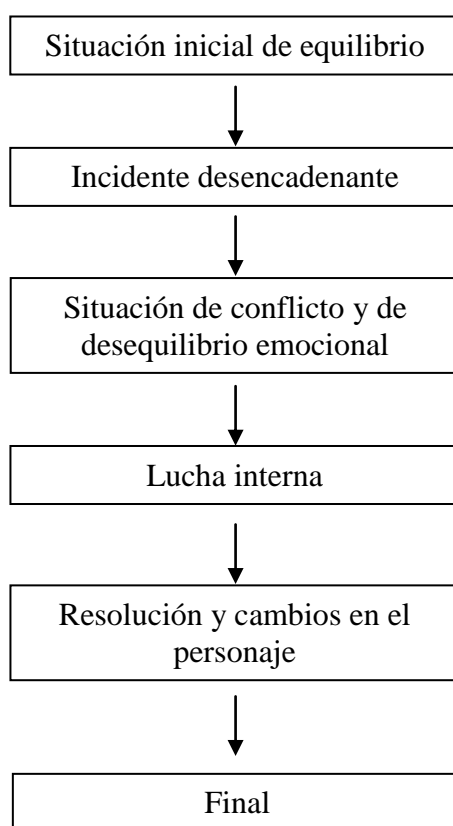 Situación inicial de equilibrio
Incidente desencadenante
Situación de conflicto y de
desequilibrio emocional
Lucha interna
Resolución y cambios en el
personaje
Final